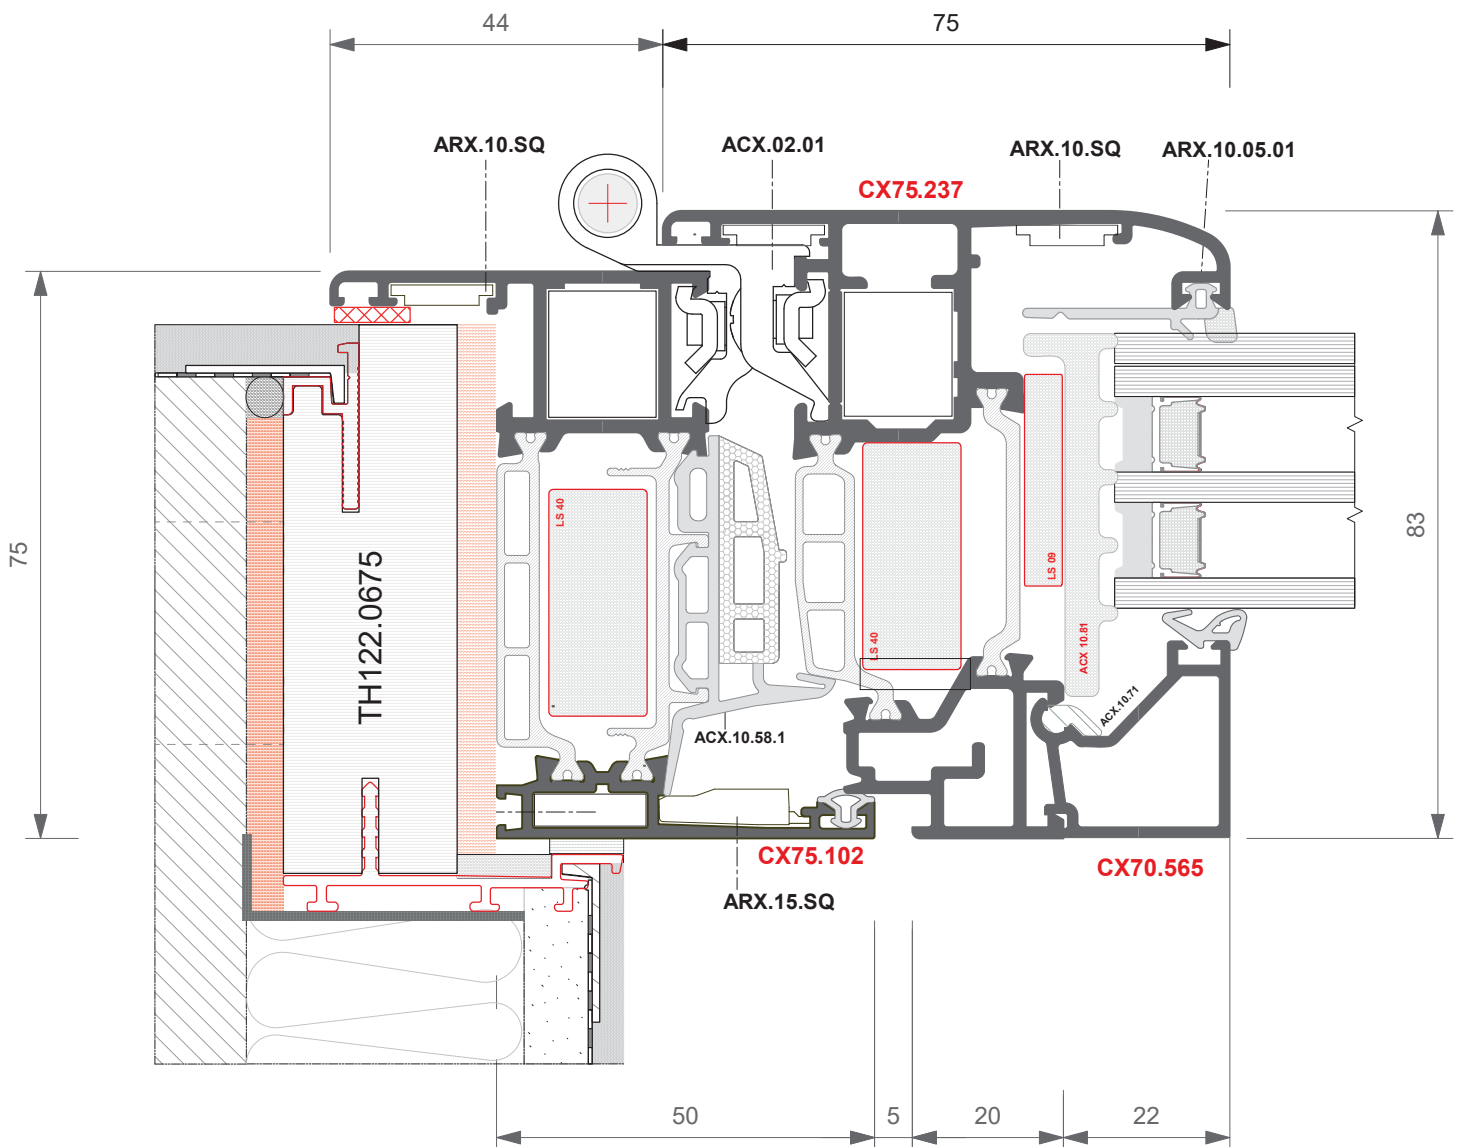 44
75
ARX.10.SQ
ACX.02.01
ARX.10.SQ
ARX.10.05.01
CX75.237
75
83
LS 40
LS 09
TH122.0675
LS 40
ACX 10.81
ACX.10.71
ACX.10.58.1
CX75.102
CX70.565
ARX.15.SQ
50
5
20
22